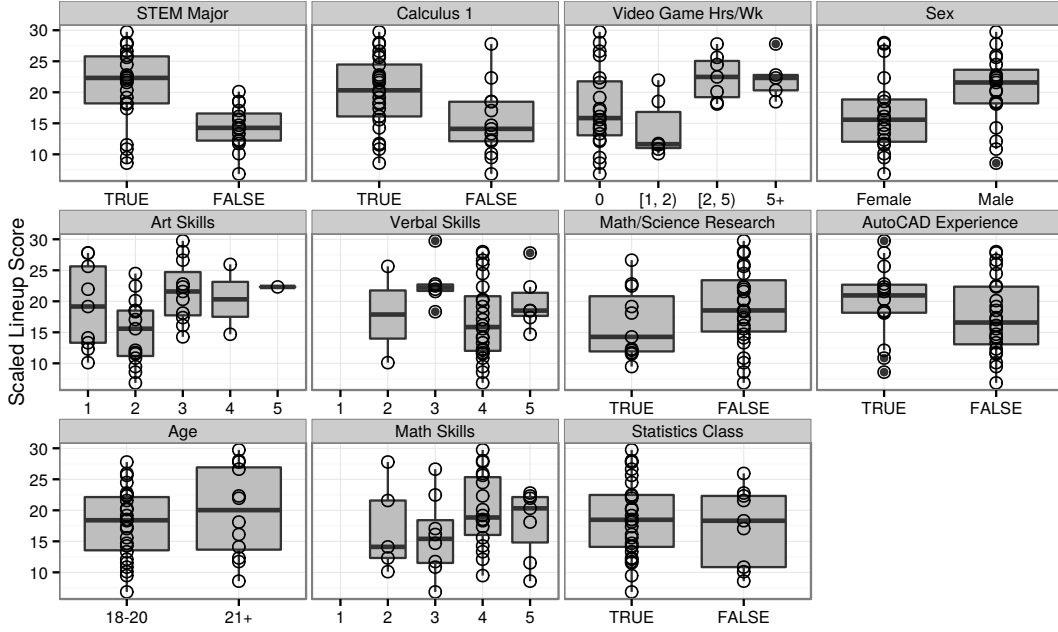 STEM Major Calculus 1 Video Game Hrs/Wk Sex
30
25
20
15
10
TRUE FALSE TRUE FALSE 0 [1, 2) [2, 5) 5+ Female Male
Art Skills Verbal Skills Math/Science Research AutoCAD Experience
Scaled Lineup Score
30
25
20
15
10
1 2 3 4 5 1 2 3 4 5 TRUE FALSE TRUE FALSE
Age Math Skills Statistics Class
30
25
20
15
10
18-20 21+ 1 2 3 4 5 TRUE FALSE